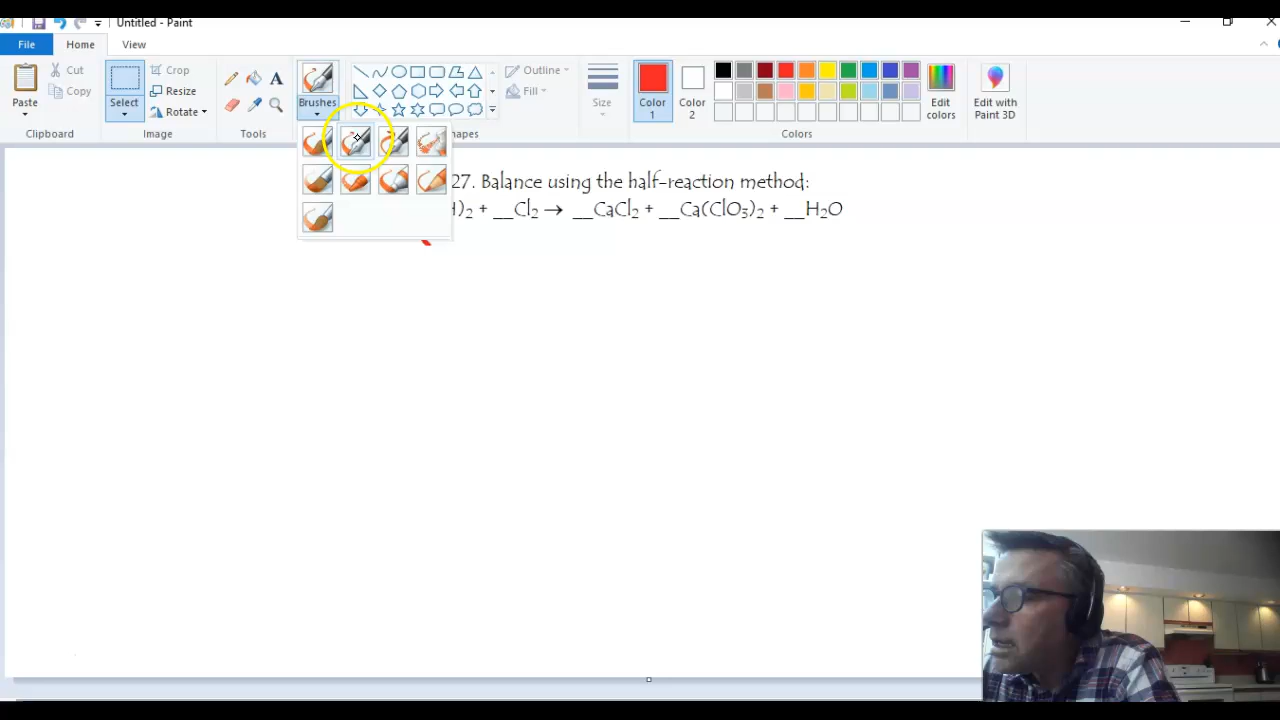 Untitled - Paint
File Home View
Paste
Cut
Copy
Clipboard
Select
Crop
Resize
Rotate
Image
Tools
Brushes
Outline
Fill
Size
Color 1
Color 2
Edit colors
Edit with Paint 3D
Colors
27. Balance using the half-reaction method:
)₂ + __Cl₂ → __CaCl₂ + __Ca(ClO₃)₂ + __H₂O